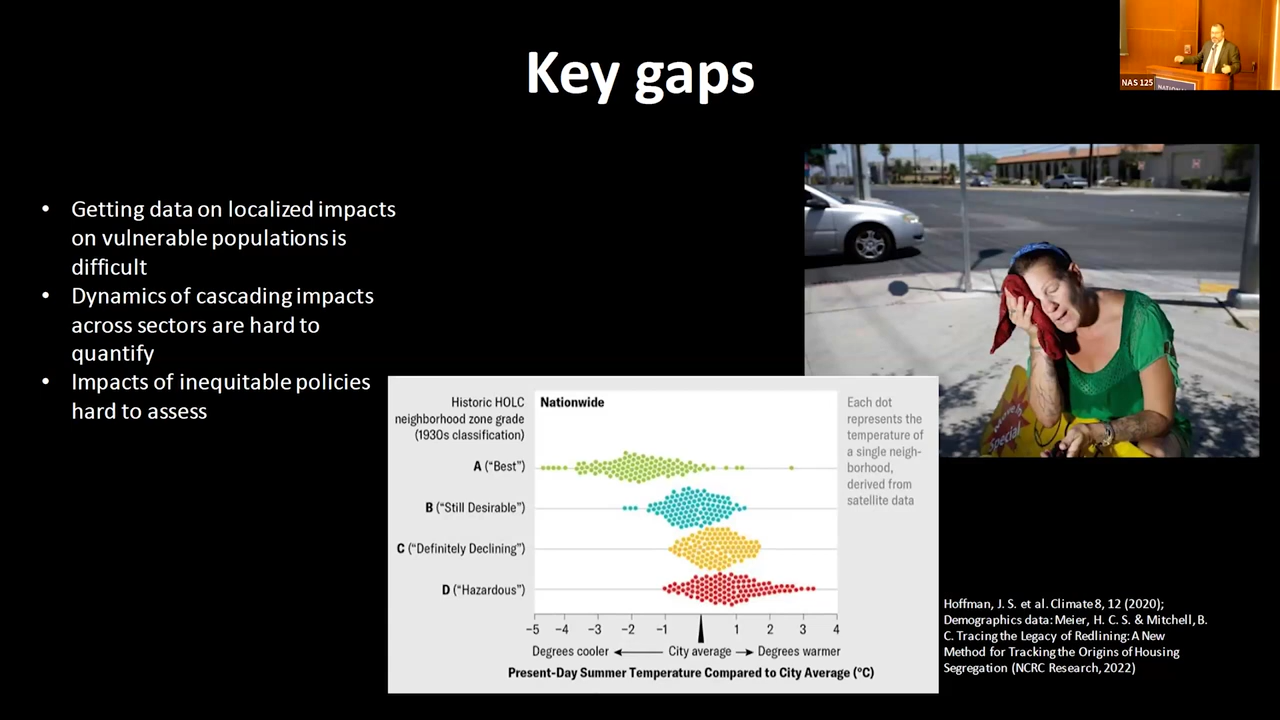 Key gaps
NAS 125
NATIONAL
• Getting data on localized impacts
on vulnerable populations is
difficult
• Dynamics of cascading impacts
across sectors are hard to
quantify
• Impacts of inequitable policies
hard to assess
Historic HOLC
neighborhood zone grade
(1930s classification)
Nationwide
A (“Best”)
B (“Still Desirable”)
C (“Definitely Declining”)
D (“Hazardous”)
Each dot
represents the
temperature of
a single neigh-
borhood,
derived from
satellite data
−5 −4 −3 −2 −1 1 2 3 4
Degrees cooler City average Degrees warmer
Present-Day Summer Temperature Compared to City Average (°C)
Special
Hoffman, J. S. et al. Climate 8, 12 (2020);
Demographics data: Meier, H. C. S. & Mitchell, B.
C. Tracing the Legacy of Redlining: A New
Method for Tracking the Origins of Housing
Segregation (NCRC Research, 2022)